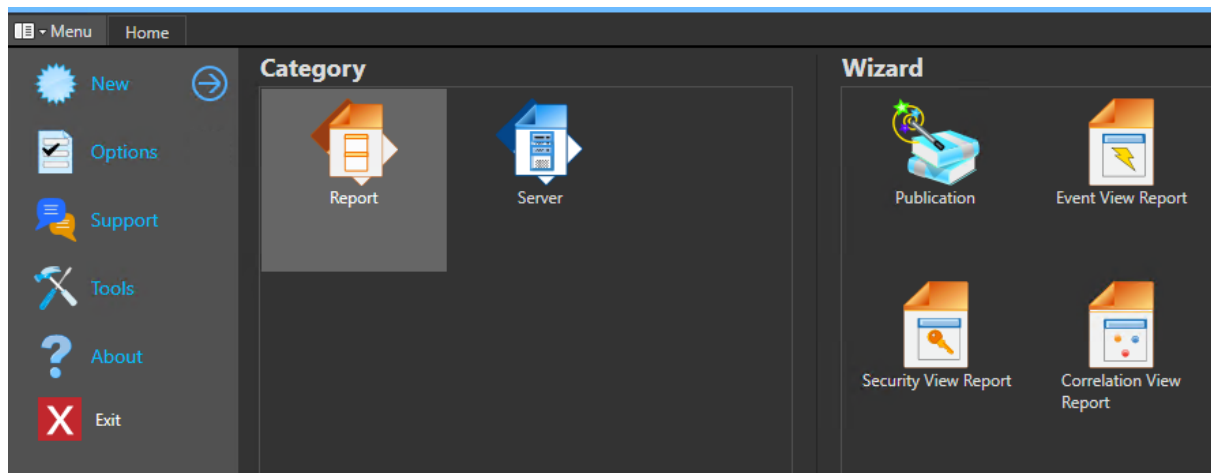 Menu
Home
New
Options
Support
Tools
About
Exit
Category
Report
Server
Wizard
Publication
Event View Report
Security View Report
Correlation View
Report